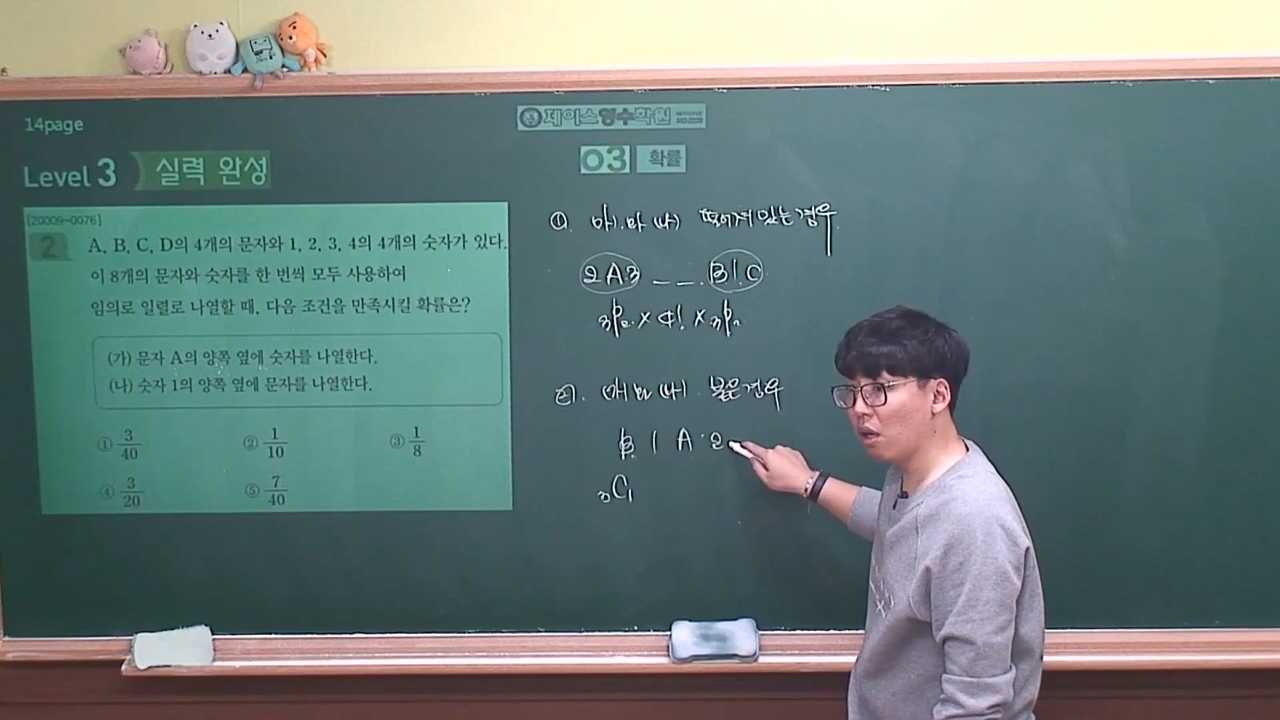 14page
제이스영수학원
Level 3 실력 완성
03 확률
[20009-0076]
2 A, B, C, D의 4개의 문자와 1, 2, 3, 4의 4개의 숫자가 있다.
이 8개의 문자와 숫자를 한 번씩 모두 사용하여
임의로 일렬로 나열할 때, 다음 조건을 만족시킬 확률은?
(가) 문자 A의 양쪽 옆에 숫자를 나열한다.
(나) 숫자 1의 양쪽 옆에 문자를 나열한다.
① 3/40 ② 1/10 ③ 1/8
④ 3/20 ⑤ 7/40
떨어져 있는 경우
2A3 _ _ . B1C
₃P₂ × 4! × ₃P₂
붙은 경우
B 1 A 2
₃C₁